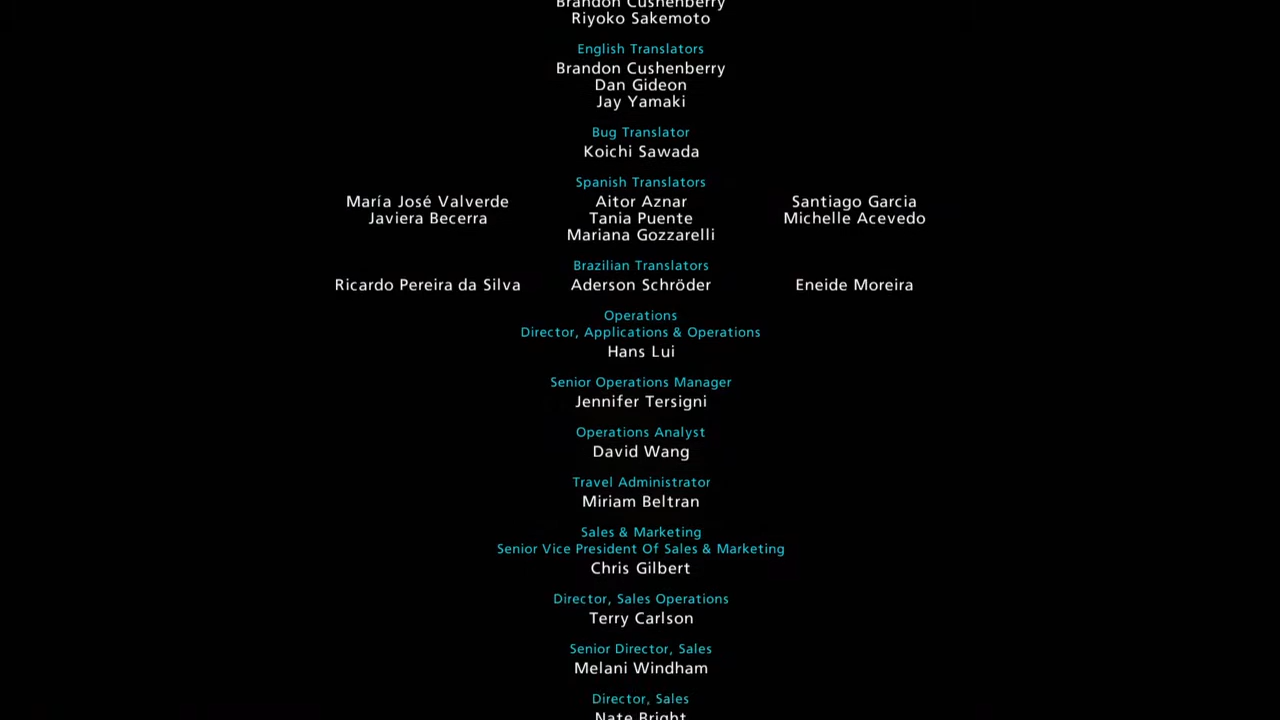 Brandon Cushenberry
Riyoko Sakemoto
English Translators
Brandon Cushenberry
Dan Gideon
Jay Yamaki
Bug Translator
Koichi Sawada
Spanish Translators
María José Valverde Aitor Aznar Santiago Garcia
Javiera Becerra Tania Puente Michelle Acevedo
Mariana Gozzarelli
Brazilian Translators
Ricardo Pereira da Silva Aderson Schröder Eneide Moreira
Operations
Director, Applications & Operations
Hans Lui
Senior Operations Manager
Jennifer Tersigni
Operations Analyst
David Wang
Travel Administrator
Miriam Beltran
Sales & Marketing
Senior Vice President Of Sales & Marketing
Chris Gilbert
Director, Sales Operations
Terry Carlson
Senior Director, Sales
Melani Windham
Director, Sales
Nate Bright